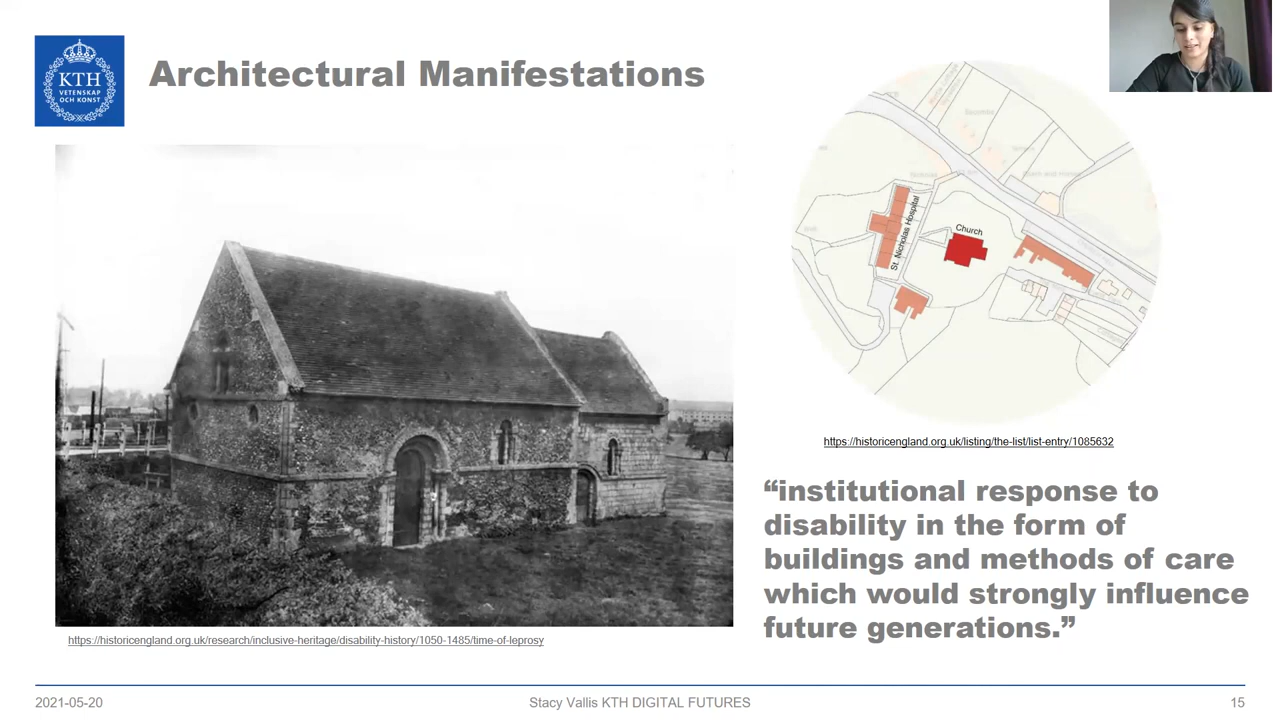 KTH
VETENSKAP
OCH KONST
Architectural Manifestations
St. Nicholas Hospital
Church
https://historicengland.org.uk/listing/the-list/list-entry/1085632
“institutional response to
disability in the form of
buildings and methods of care
which would strongly influence
future generations.”
https://historicengland.org.uk/research/inclusive-heritage/disability-history/1050-1485/time-of-leprosy
2021-05-20
Stacy Vallis KTH DIGITAL FUTURES
15